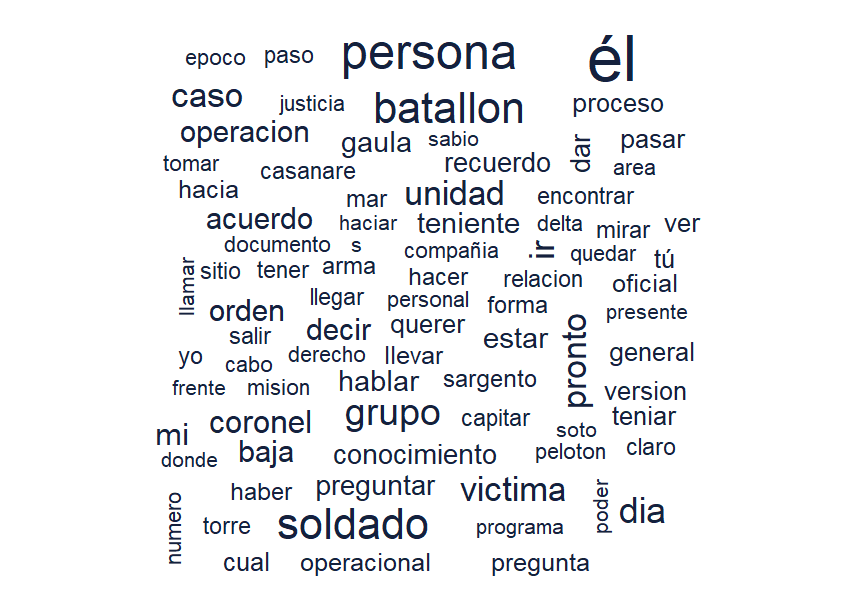 epoco paso persona él
caso justicia batallon proceso
operacion gaula sabio dar pasar
tomar casanare recuerdo area
hacia mar unidad encontrar
acuerdo haciar teniente delta mirar ver
documento s compañia ir quedar tú
llamar sitio tener arma hacer relacion oficial
orden llegar personal forma presente
salir decir querer estar pronto
yo cabo derecho llevar general
frente mision hablar sargento version
mi coronel grupo capitar soto teniar
donde baja conocimiento peloton claro
numero haber preguntar victima poder dia
torre soldado programa
cual operacional pregunta